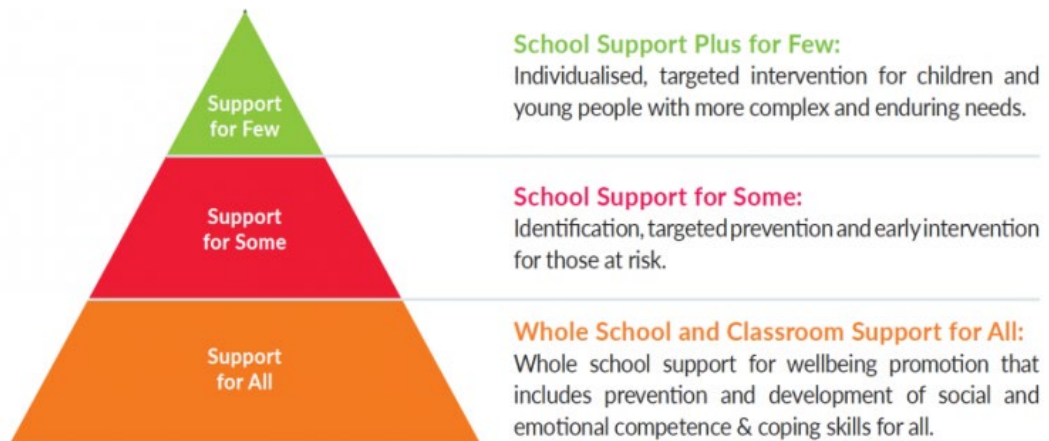 Support
for Few
School Support Plus for Few:
Individualised, targeted intervention for children and
young people with more complex and enduring needs.
Support
for Some
School Support for Some:
Identification, targeted prevention and early intervention
for those at risk.
Support
for All
Whole School and Classroom Support for All:
Whole school support for wellbeing promotion that
includes prevention and development of social and
emotional competence & coping skills for all.